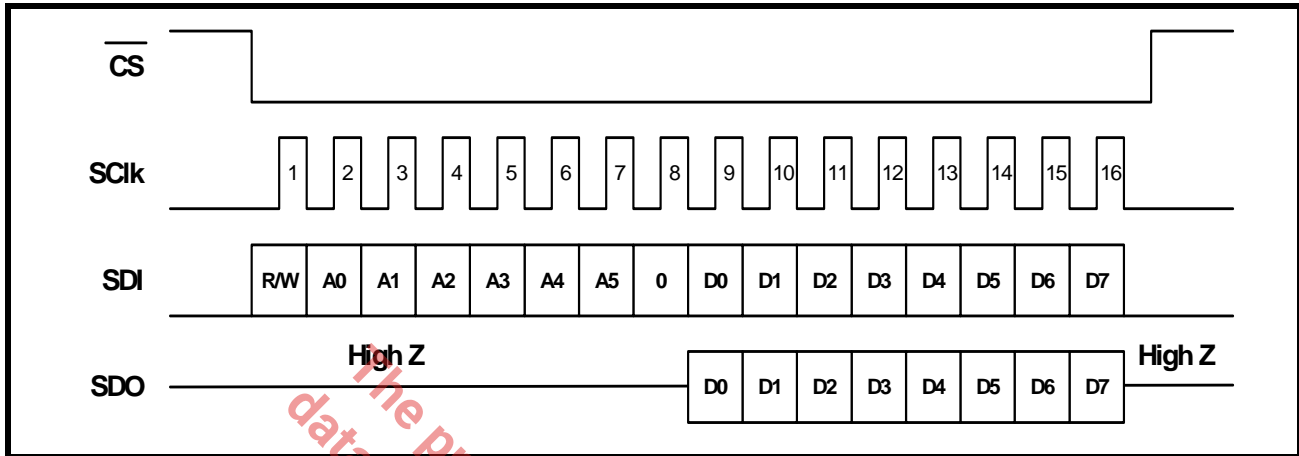 CS
SClk 1 2 3 4 5 6 7 8 9 10 11 12 13 14 15 16
SDI R/W A0 A1 A2 A3 A4 A5 0 D0 D1 D2 D3 D4 D5 D6 D7
High Z High Z
SDO D0 D1 D2 D3 D4 D5 D6 D7
The